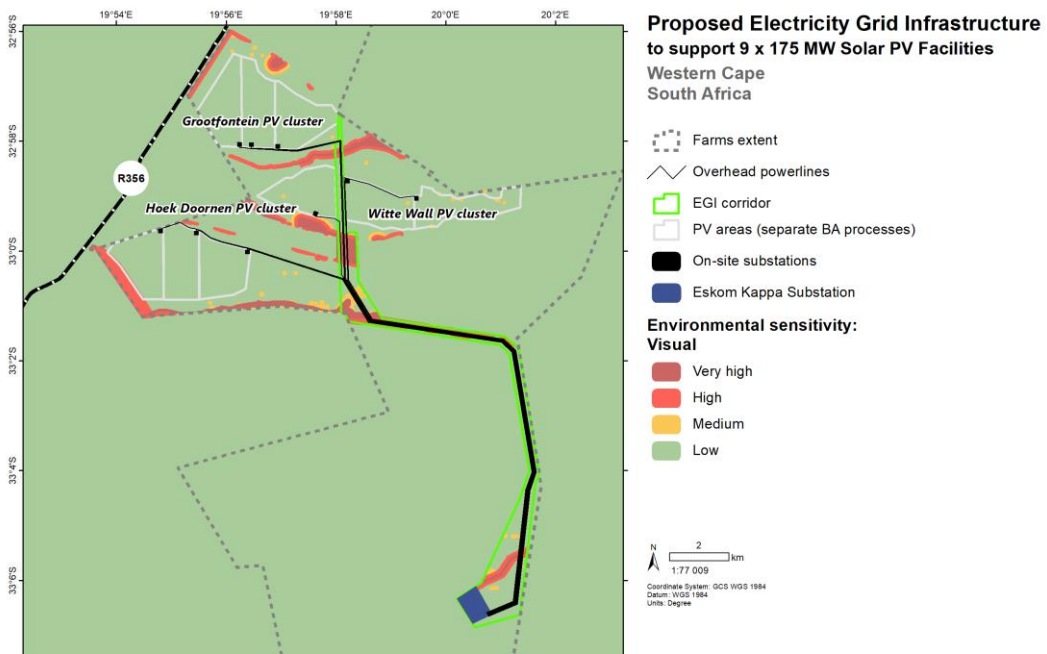 19°54'E
19°56'E
19°58'E
20°0'E
20°2'E
32°56'S
32°58'S
33°0'S
33°2'S
33°4'S
33°6'S
Grootfontein PV cluster
R356
Hoek Doornen PV cluster
Witte Wall PV cluster
Proposed Electricity Grid Infrastructure
to support 9 x 175 MW Solar PV Facilities
Western Cape
South Africa
Farms extent
Overhead powerlines
EGI corridor
PV areas (separate BA processes)
On-site substations
Eskom Kappa Substation
Environmental sensitivity:
Visual
Very high
High
Medium
Low
N
2
km
1:77 009
Coordinate System: GCS WGS 1984
Datum: WGS 1984
Units: Degree